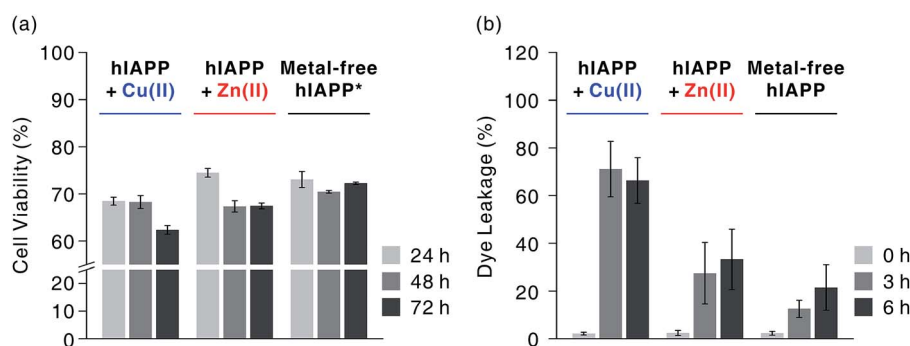 (a)
100
90
80
70
60
20
10
0
Cell Viability (%)
hIAPP
+ Cu(II)
hIAPP
+ Zn(II)
Metal-free
hIAPP*
24 h
48 h
72 h
(b)
120
100
80
60
40
20
0
Dye Leakage (%)
hIAPP
+ Cu(II)
hIAPP
+ Zn(II)
Metal-free
hIAPP
0 h
3 h
6 h